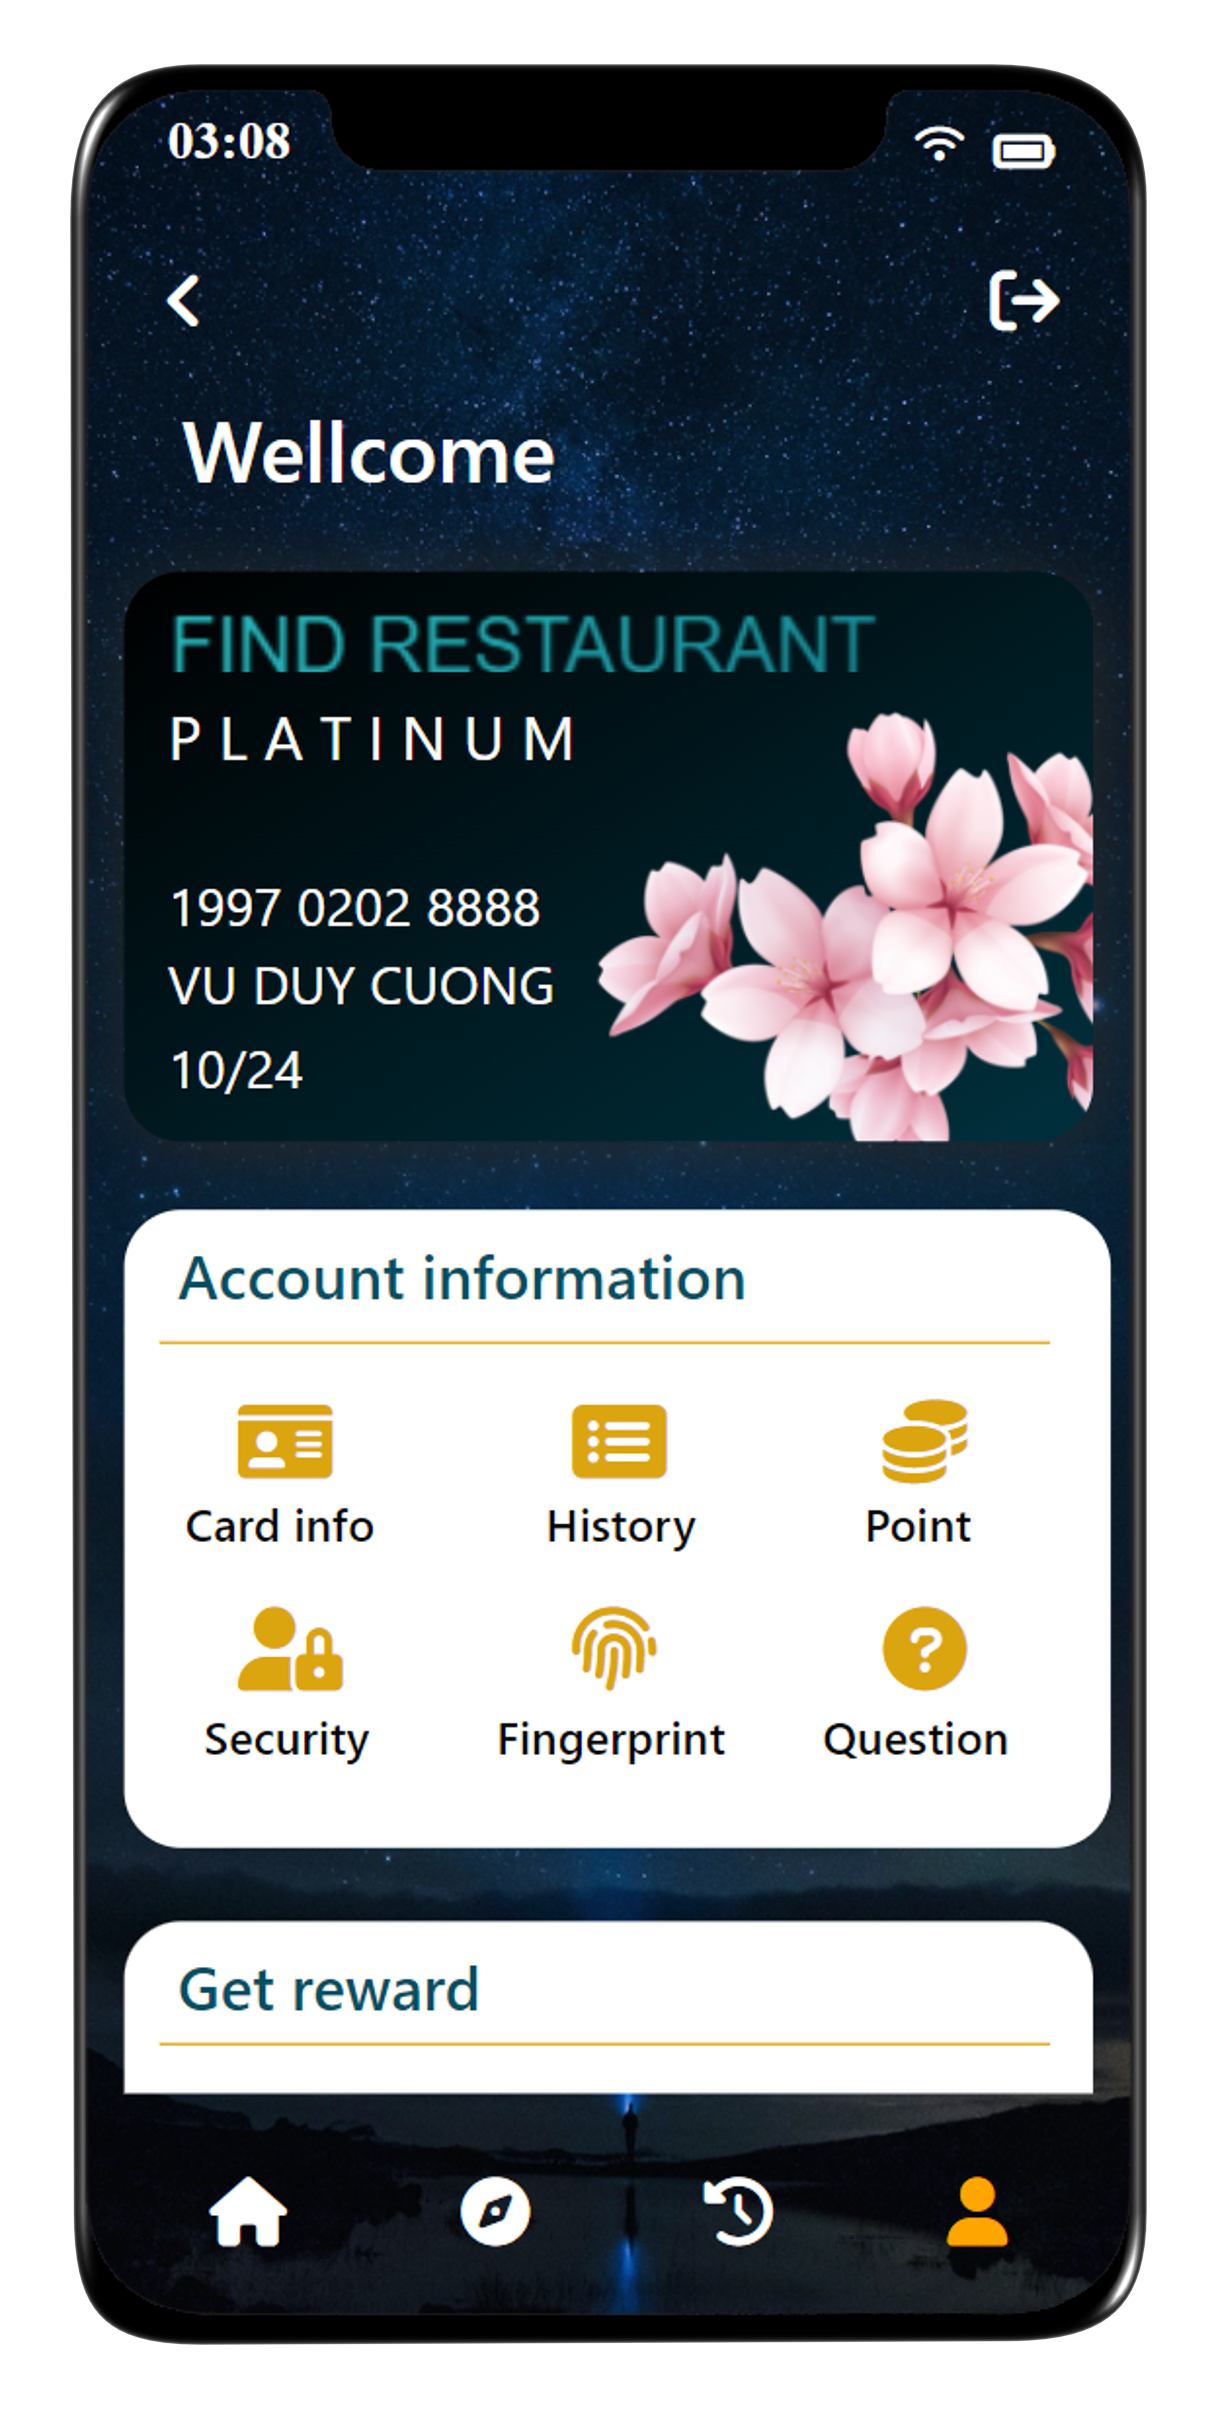 03:08
Wellcome
FIND RESTAURANT
PLATINUM
1997 0202 8888
VU DUY CUONG
10/24
Account information
Card info
History
Point
Security
Fingerprint
Question
Get reward